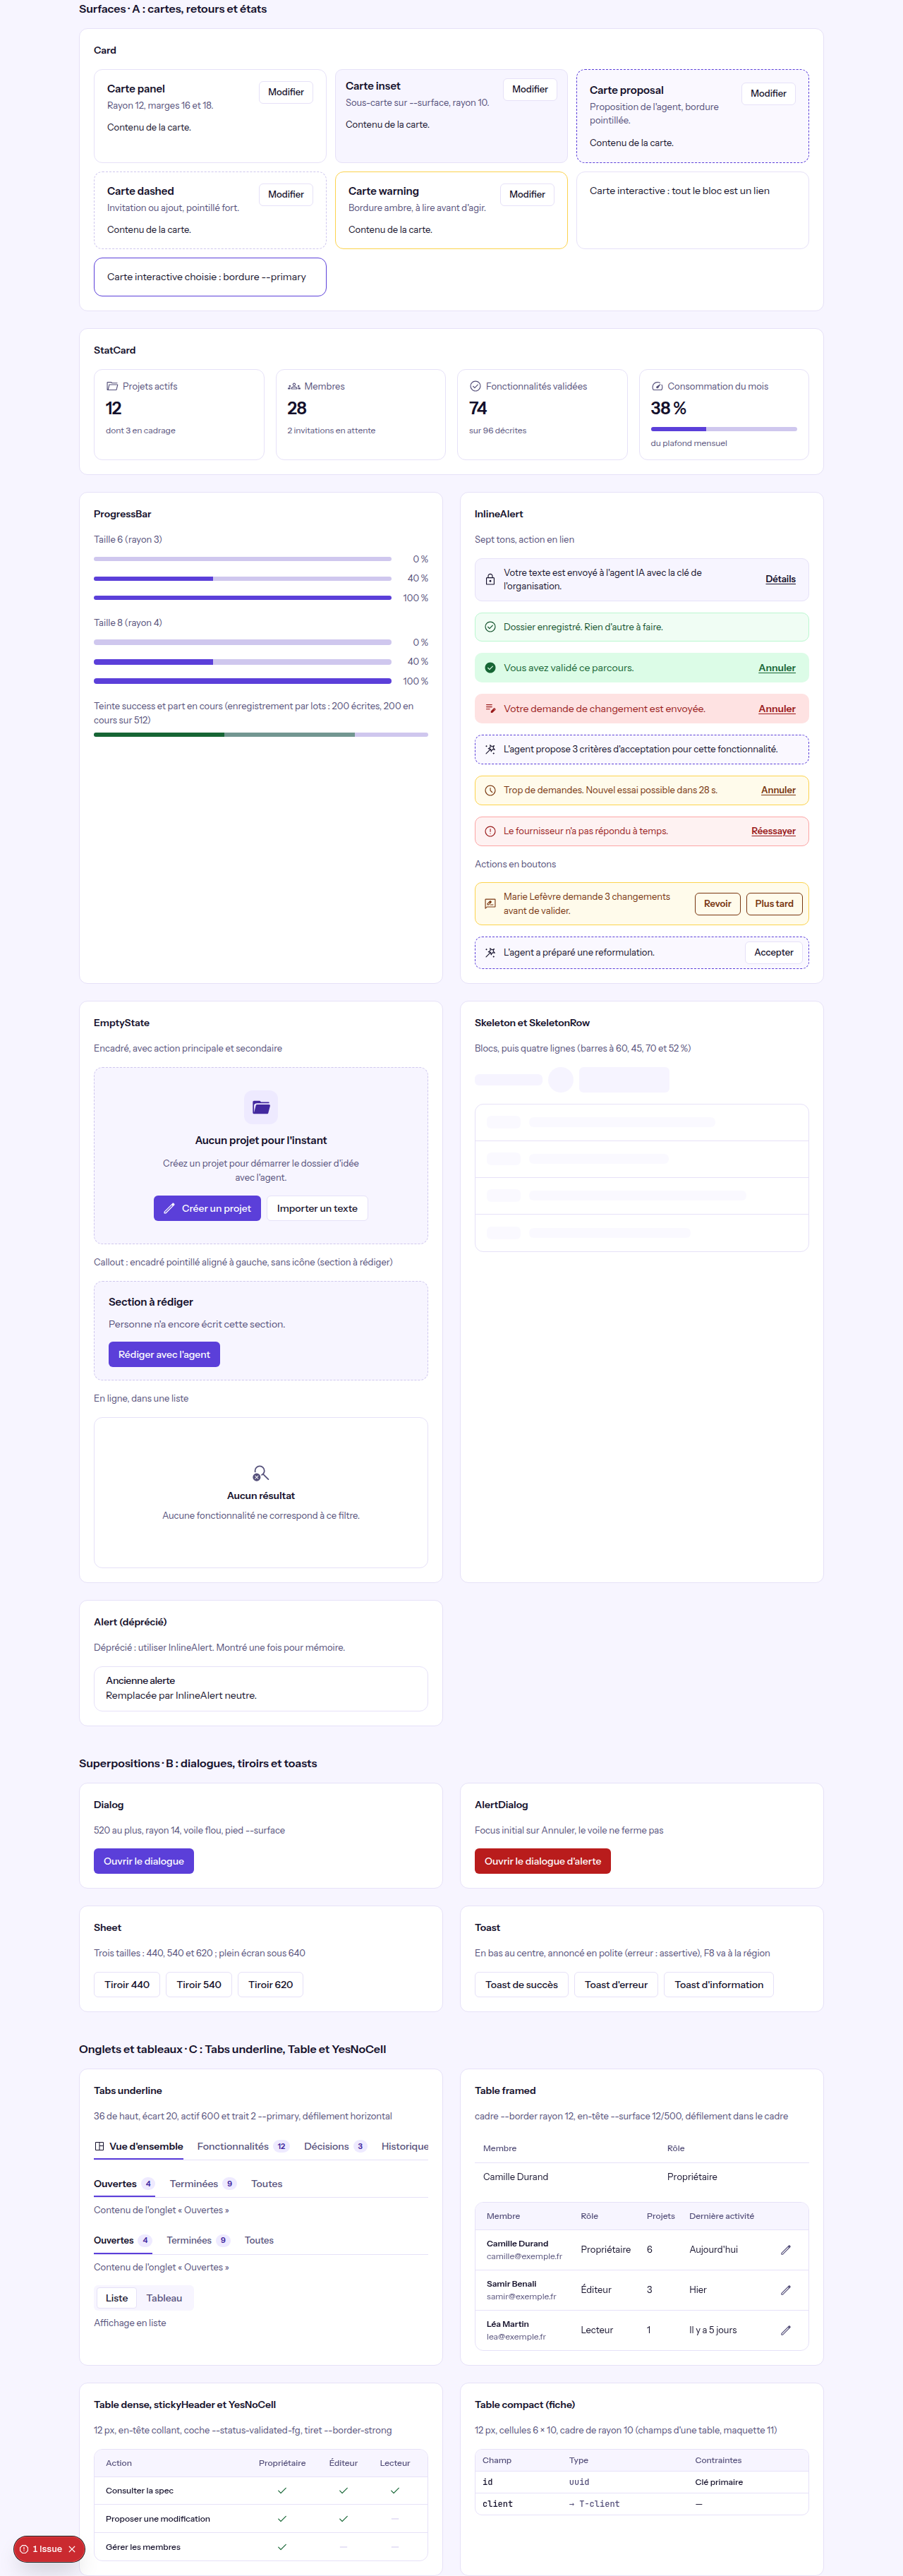 Surfaces · A : cartes, retours et états
Card
Carte panel
Rayon 12, marges 16 et 18.
Modifier
Contenu de la carte.
Carte inset
Sous-carte sur --surface, rayon 10.
Modifier
Contenu de la carte.
Carte proposal
Proposition de l'agent, bordure
pointillée.
Modifier
Contenu de la carte.
Carte dashed
Invitation ou ajout, pointillé fort.
Modifier
Contenu de la carte.
Carte warning
Bordure ambre, à lire avant d'agir.
Modifier
Contenu de la carte.
Carte interactive : tout le bloc est un lien
Carte interactive choisie : bordure --primary
StatCard
Projets actifs
12
dont 3 en cadrage
Membres
28
2 invitations en attente
Fonctionnalités validées
74
sur 96 décrites
Consommation du mois
38 %
du plafond mensuel
ProgressBar
Taille 6 (rayon 3)
0 %
40 %
100 %
Taille 8 (rayon 4)
0 %
40 %
100 %
Teinte success et part en cours (enregistrement par lots : 200 écrites, 200 en
cours sur 512)
InlineAlert
Sept tons, action en lien
Votre texte est envoyé à l'agent IA avec la clé de
l'organisation.
Détails
Dossier enregistré. Rien d'autre à faire.
Vous avez validé ce parcours.
Annuler
Votre demande de changement est envoyée.
Annuler
L'agent propose 3 critères d'acceptation pour cette fonctionnalité.
Trop de demandes. Nouvel essai possible dans 28 s.
Annuler
Le fournisseur n'a pas répondu à temps.
Réessayer
Actions en boutons
Marie Lefèvre demande 3 changements
avant de valider.
Revoir
Plus tard
L'agent a préparé une reformulation.
Accepter
EmptyState
Encadré, avec action principale et secondaire
Aucun projet pour l'instant
Créez un projet pour démarrer le dossier d'idée
avec l'agent.
Créer un projet
Importer un texte
Callout : encadré pointillé aligné à gauche, sans icône (section à rédiger)
Section à rédiger
Personne n'a encore écrit cette section.
Rédiger avec l'agent
En ligne, dans une liste
Aucun résultat
Aucune fonctionnalité ne correspond à ce filtre.
Skeleton et SkeletonRow
Blocs, puis quatre lignes (barres à 60, 45, 70 et 52 %)
Alert (déprécié)
Déprécié : utiliser InlineAlert. Montré une fois pour mémoire.
Ancienne alerte
Remplacée par InlineAlert neutre.
Superpositions · B : dialogues, tiroirs et toasts
Dialog
520 au plus, rayon 14, voile flou, pied --surface
Ouvrir le dialogue
AlertDialog
Focus initial sur Annuler, le voile ne ferme pas
Ouvrir le dialogue d'alerte
Sheet
Trois tailles : 440, 540 et 620 ; plein écran sous 640
Tiroir 440
Tiroir 540
Tiroir 620
Toast
En bas au centre, annoncé en polite (erreur : assertive), F8 va à la région
Toast de succès
Toast d'erreur
Toast d'information
Onglets et tableaux · C : Tabs underline, Table et YesNoCell
Tabs underline
36 de haut, écart 20, actif 600 et trait 2 --primary, défilement horizontal
Vue d'ensemble
Fonctionnalités 12
Décisions 3
Historique
Ouvertes 4
Terminées 9
Toutes
Contenu de l'onglet « Ouvertes »
Ouvertes 4
Terminées 9
Toutes
Contenu de l'onglet « Ouvertes »
Liste
Tableau
Affichage en liste
Table framed
cadre --border rayon 12, en-tête --surface 12/500, défilement dans le cadre
Membre Rôle
Camille Durand Propriétaire
Membre Rôle Projets Dernière activité
Camille Durand
camille@exemple.fr
Propriétaire 6 Aujourd'hui
Samir Benali
samir@exemple.fr
Éditeur 3 Hier
Léa Martin
lea@exemple.fr
Lecteur 1 Il y a 5 jours
Table dense, stickyHeader et YesNoCell
12 px, en-tête collant, coche --status-validated-fg, tiret --border-strong
Action Propriétaire Éditeur Lecteur
Consulter la spec
Proposer une modification —
Gérer les membres — —
Table compact (fiche)
12 px, cellules 6 × 10, cadre de rayon 10 (champs d'une table, maquette 11)
Champ Type Contraintes
id uuid Clé primaire
client → T-client —
1 Issue